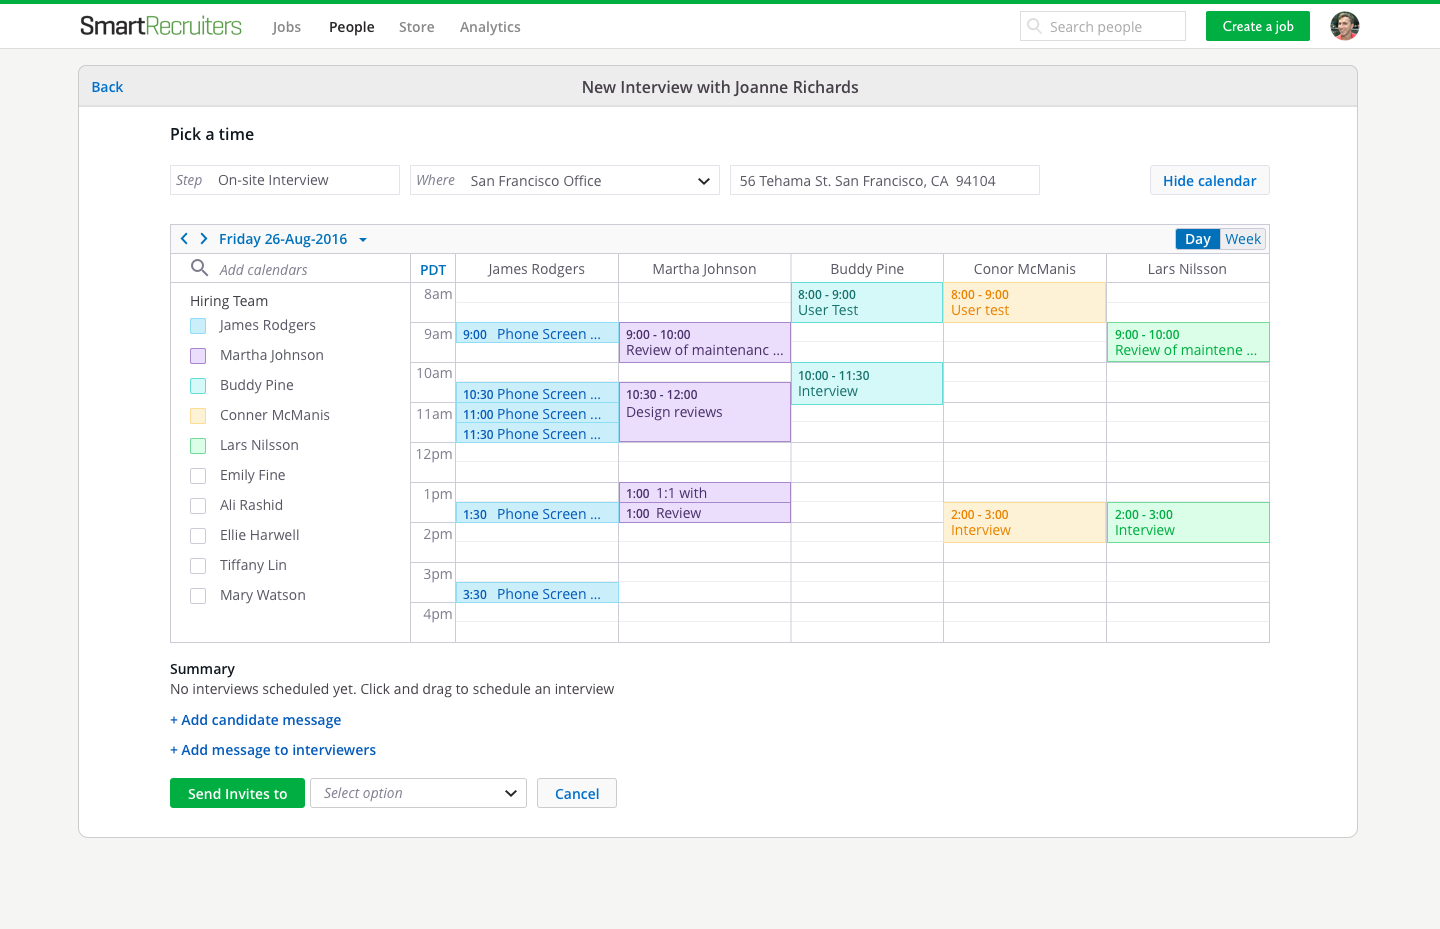 SmartRecruiters Jobs People Store Analytics Search people Create a job
Back New Interview with Joanne Richards
Pick a time
Step On-site Interview Where San Francisco Office 56 Tehama St. San Francisco, CA 94104 Hide calendar
Friday 26-Aug-2016 Day Week
Add calendars PDT James Rodgers Martha Johnson Buddy Pine Conor McManis Lars Nilsson
Hiring Team
James Rodgers
Martha Johnson
Buddy Pine
Conner McManis
Lars Nilsson
Emily Fine
Ali Rashid
Ellie Harwell
Tiffany Lin
Mary Watson
8am
9am
10am
11am
12pm
1pm
2pm
3pm
4pm
9:00 Phone Screen ...
10:30 Phone Screen ...
11:00 Phone Screen ...
11:30 Phone Screen ...
1:30 Phone Screen ...
3:30 Phone Screen ...
9:00 - 10:00
Review of maintenanc ...
10:30 - 12:00
Design reviews
1:00 1:1 with
1:00 Review
8:00 - 9:00
User Test
10:00 - 11:30
Interview
8:00 - 9:00
User test
2:00 - 3:00
Interview
9:00 - 10:00
Review of maintene ...
2:00 - 3:00
Interview
Summary
No interviews scheduled yet. Click and drag to schedule an interview
+ Add candidate message
+ Add message to interviewers
Send Invites to Select option Cancel